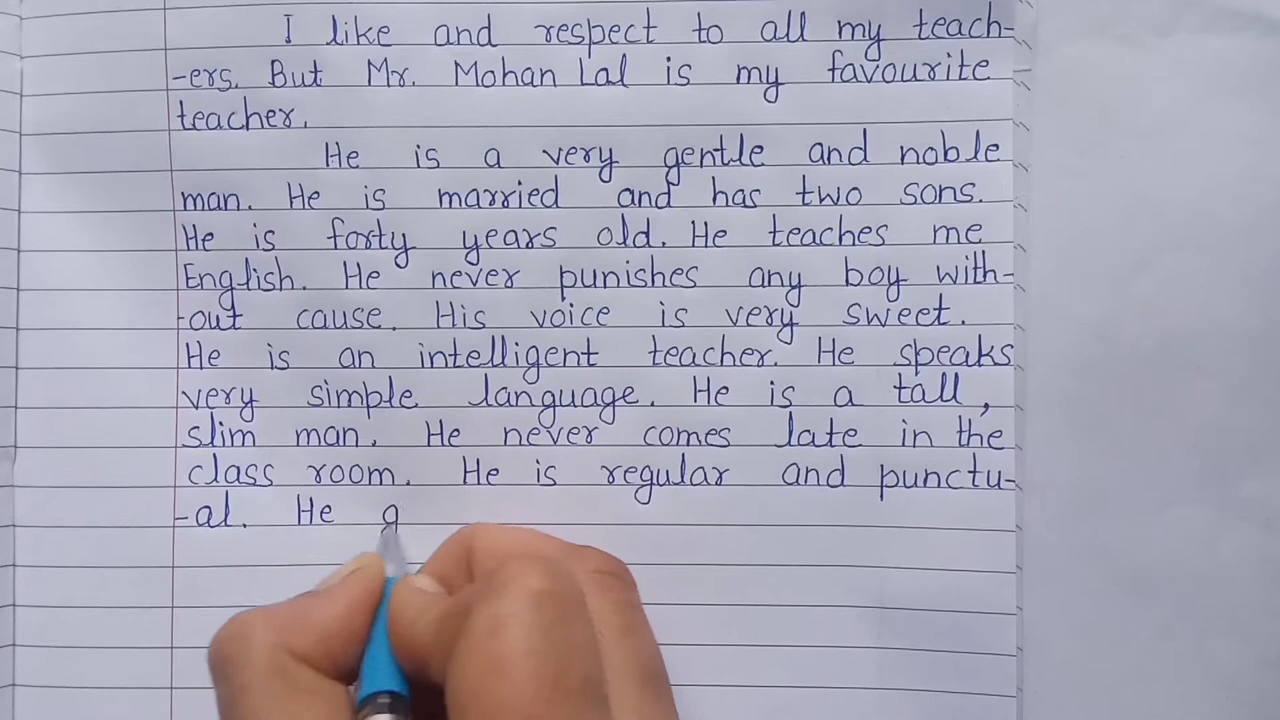 I like and respect to all my teach-
-ers. But Mr. Mohan Lal is my favourite
teacher.
He is a very gentle and noble
man. He is married and has two sons.
He is forty years old. He teaches me
English. He never punishes any boy with-
-out cause. His voice is very sweet.
He is an intelligent teacher. He speaks
very simple language. He is a tall,
slim man. He never comes late in the
class room. He is regular and punctu-
-al. He